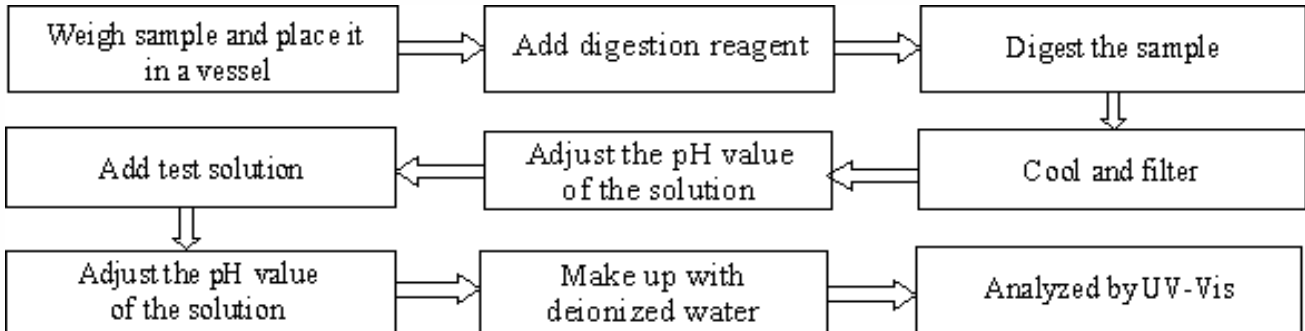 Weigh sample and place it
in a vessel
Add digestion reagent
Digest the sample
Cool and filter
Adjust the pH value
of the solution
Add test solution
Adjust the pH value
of the solution
Make up with
deionized water
Analyzed by UV-Vis